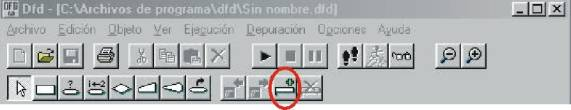 Dfd - [C:\Archivos de programa\dfd\Sin nombre.dfd]
Archivo Edición Objeto Ver Ejecución Depuración Opciones Ayuda